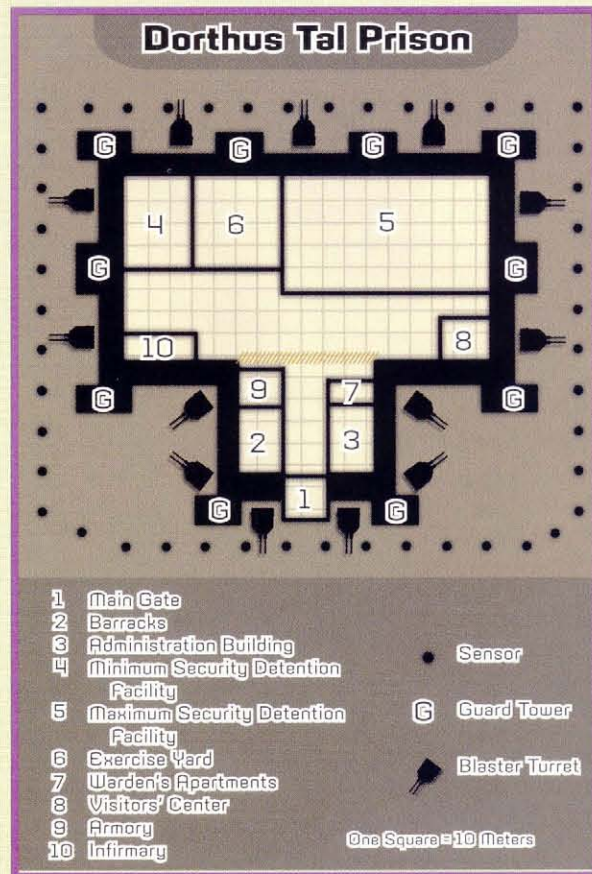 Dorthus Tal Prison
G G G G
4 6 5
G G
10 8
G 9 7 G
2 3
1
G G
1 Main Gate
2 Barracks
3 Administration Building
4 Minimum Security Detention
Facility
5 Maximum Security Detention
Facility
6 Exercise Yard
7 Warden's Apartments
8 Visitors' Center
9 Armory
10 Infirmary
Sensor
G Guard Tower
Blaster Turret
One Square = 10 Meters